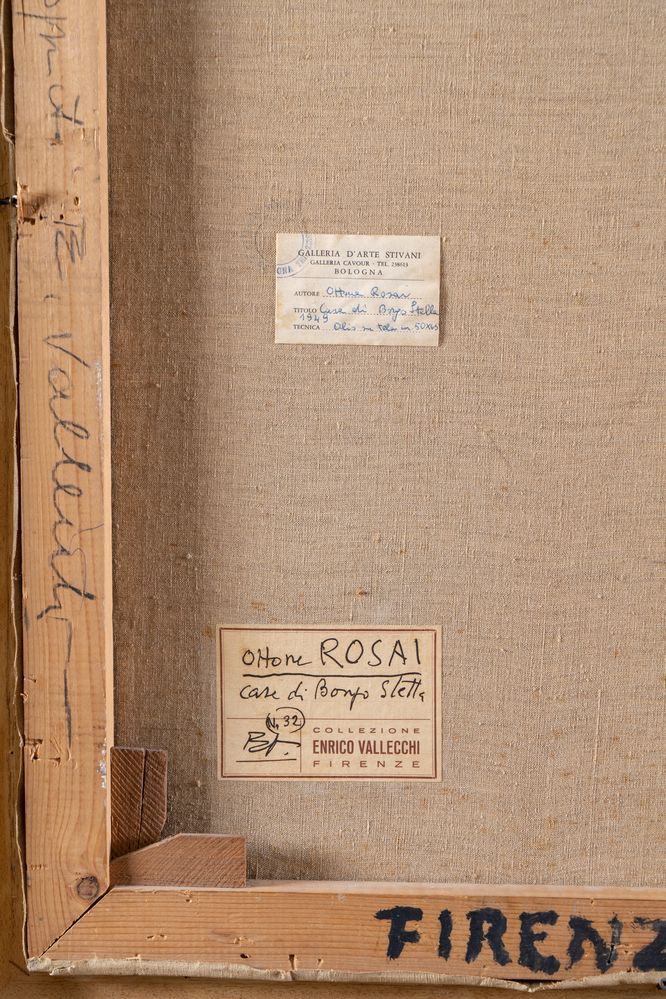 E. Vallecchi
GALLERIA D'ARTE STIVANI
GALLERIA CAVOUR - TEL. 238613
BOLOGNA
AUTORE Ottone Rosai
TITOLO Case di Borgo Stella
1949
TECNICA Olio su tela cm 50x65
Ottone ROSAI
Case di Borgo Stella
N. 32
COLLEZIONE
ENRICO VALLECCHI
FIRENZE
FIRENZ